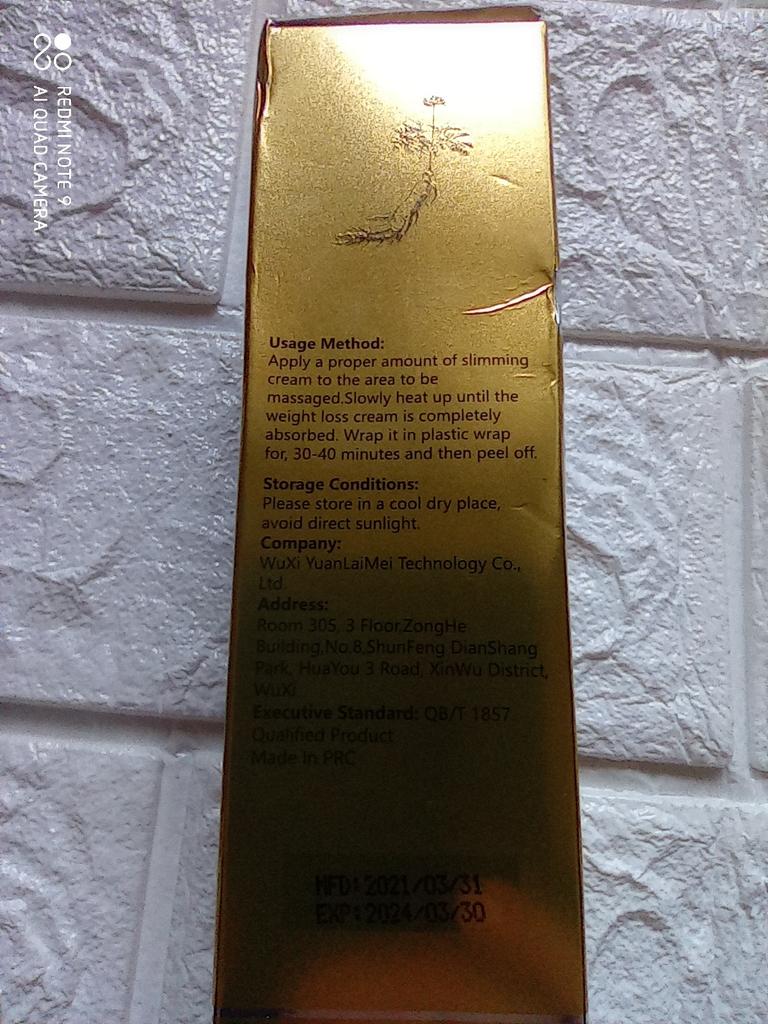 REDMI NOTE 9
AI QUAD CAMERA
Usage Method:
Apply a proper amount of slimming
cream to the area to be
massaged.Slowly heat up until the
weight loss cream is completely
absorbed. Wrap it in plastic wrap
for, 30-40 minutes and then peel off.
Storage Conditions:
Please store in a cool dry place,
avoid direct sunlight.
Company:
WuXi YuanLaiMei Technology Co.,
Ltd.
Address:
Room 305, 3 Floor,ZongHe
Building,No.8,ShunFeng DianShang
Park, HuaYou 3 Road, XinWu District,
WuXi
Executive Standard: QB/T 1857
Qualified Product
Made In PRC
MFD:2021/03/31
EXP:2024/03/30